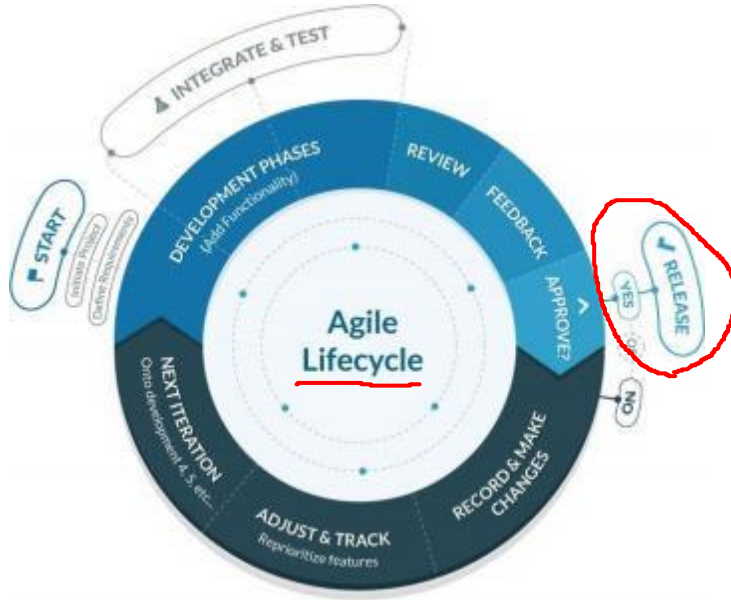 INTEGRATE & TEST
START
Initiate Project
Define Requirements
DEVELOPMENT PHASES
(Add Functionality)
REVIEW
FEEDBACK
APPROVE?
YES
RELEASE
OR
NO
RECORD & MAKE
CHANGES
ADJUST & TRACK
Reprioritize features
NEXT ITERATION
Onto development 4, 5, etc...
Agile
Lifecycle